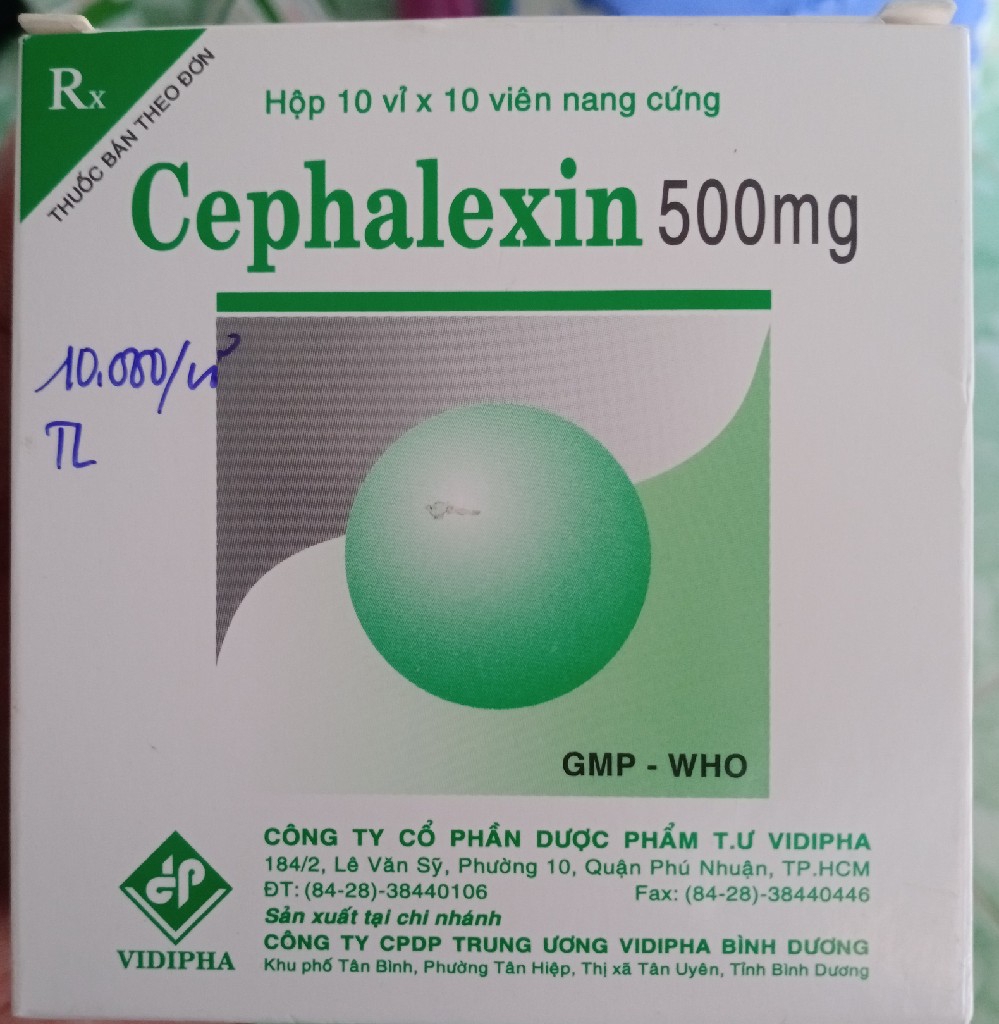 Rx
THUỐC BÁN THEO ĐƠN
Hộp 10 vỉ x 10 viên nang cứng
Cephalexin 500mg
10.000/vỉ
TL
GMP - WHO
CÔNG TY CỔ PHẦN DƯỢC PHẨM T.Ư VIDIPHA
184/2, Lê Văn Sỹ, Phường 10, Quận Phú Nhuận, TP.HCM
ĐT: (84-28)-38440106 Fax: (84-28)-38440446
Sản xuất tại chi nhánh
CÔNG TY CPDP TRUNG ƯƠNG VIDIPHA BÌNH DƯƠNG
Khu phố Tân Bình, Phường Tân Hiệp, Thị xã Tân Uyên, Tỉnh Bình Dương
VIDIPHA